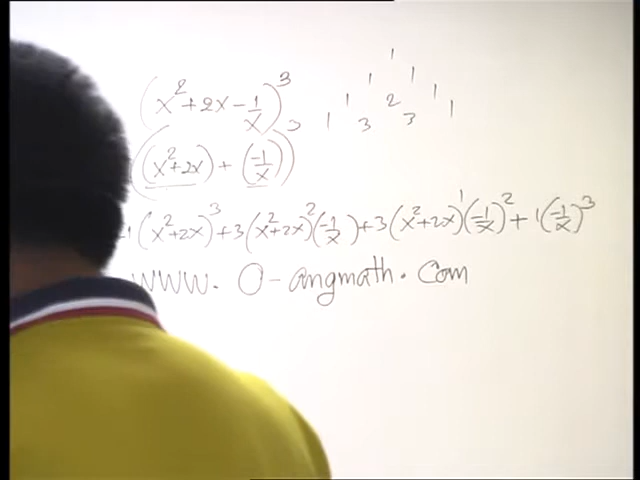 (x²+2x-1/x)³
1
1 1
1 2 1
1 3 3 1
((x²+2x)+(-1/x))³
1(x²+2x)³+3(x²+2x)²(-1/x)+3(x²+2x)¹(-1/x)²+1(-1/x)³
www.O-angmath.com